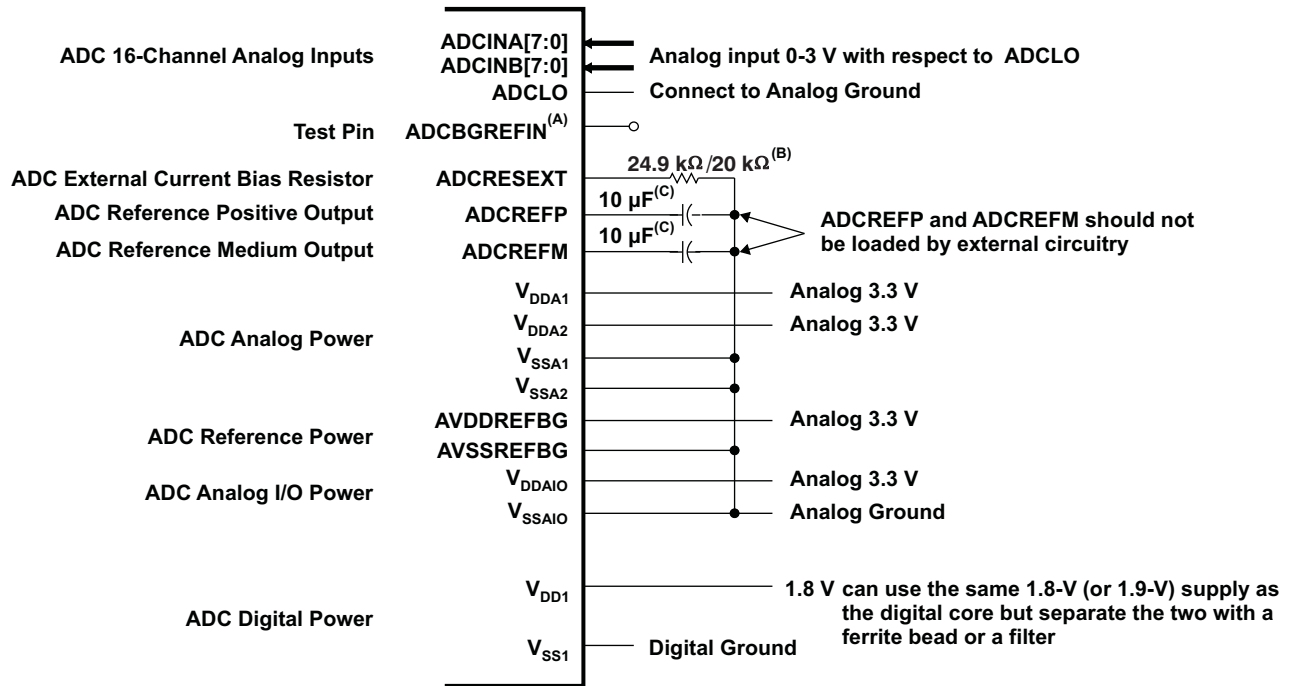 ADC 16-Channel Analog Inputs
ADCINA[7:0]
ADCINB[7:0]
Analog input 0-3 V with respect to ADCLO
ADCLO
Connect to Analog Ground
Test Pin
ADCBGREFIN(A)
24.9 kΩ/20 kΩ(B)
ADC External Current Bias Resistor
ADCRESEXT
10 µF(C)
ADC Reference Positive Output
ADCREFP
10 µF(C)
ADC Reference Medium Output
ADCREFM
ADCREFP and ADCREFM should not
be loaded by external circuitry
VDDA1
Analog 3.3 V
VDDA2
Analog 3.3 V
ADC Analog Power
VSSA1
VSSA2
AVDDREFBG
Analog 3.3 V
ADC Reference Power
AVSSREFBG
VDDAIO
Analog 3.3 V
ADC Analog I/O Power
VSSAIO
Analog Ground
VDD1
1.8 V can use the same 1.8-V (or 1.9-V) supply as
the digital core but separate the two with a
ferrite bead or a filter
ADC Digital Power
VSS1
Digital Ground